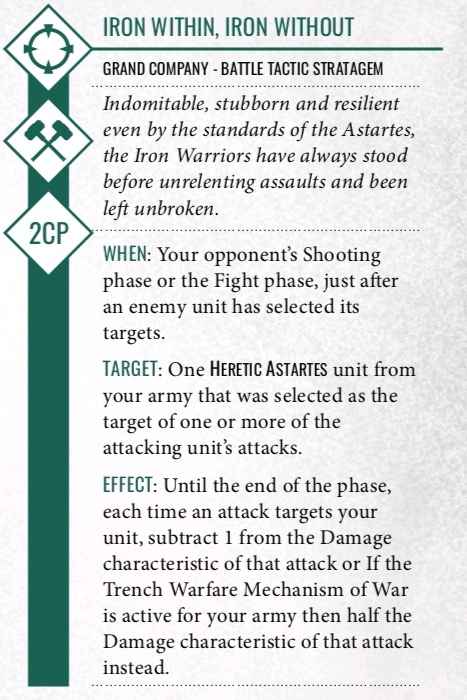 IRON WITHIN, IRON WITHOUT
GRAND COMPANY - BATTLE TACTIC STRATAGEM
Indomitable, stubborn and resilient
even by the standards of the Astartes,
the Iron Warriors have always stood
before unrelenting assaults and been
left unbroken.
2CP
WHEN: Your opponent's Shooting
phase or the Fight phase, just after
an enemy unit has selected its
targets.
TARGET: One HERETIC ASTARTES unit from
your army that was selected as the
target of one or more of the
attacking unit's attacks.
EFFECT: Until the end of the phase,
each time an attack targets your
unit, subtract 1 from the Damage
characteristic of that attack or If the
Trench Warfare Mechanism of War
is active for your army then half the
Damage characteristic of that attack
instead.